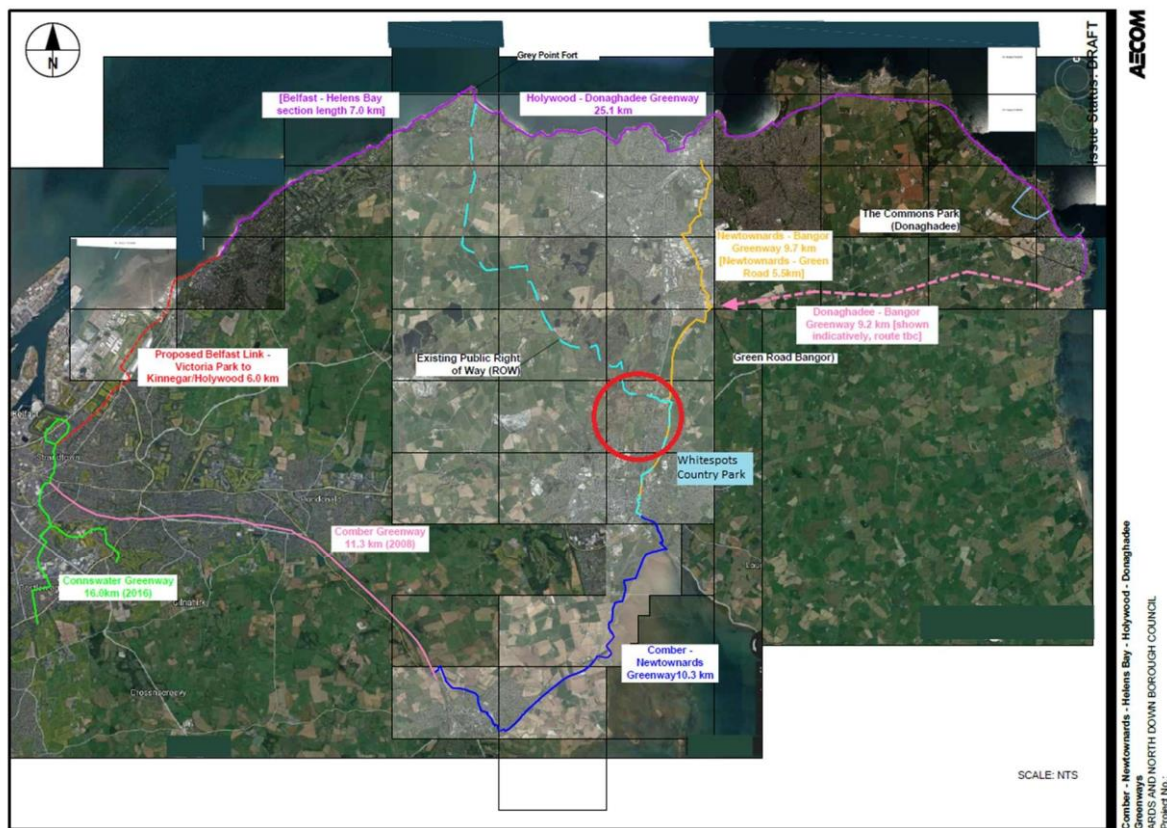 N
Grey Point Fort
[Belfast - Helens Bay
section length 7.0 km]
Holywood - Donaghadee Greenway
25.1 km
The Commons Park
(Donaghadee)
Newtownards - Bangor
Greenway 9.7 km
[Newtownards - Green
Road 5.5km]
Donaghadee - Bangor
Greenway 9.2 km [shown
indicatively, route tbc]
Proposed Belfast Link -
Victoria Park to
Kinnegar/Holywood 6.0 km
Existing Public Right
of Way (ROW)
Green Road Bangor)
Whitespots
Country Park
Comber Greenway
11.3 km (2008)
Connswater Greenway
16.0km (2016)
Comber -
Newtownards
Greenway10.3 km
SCALE: NTS
Issue Status: DRAFT
AECOM
Comber - Newtownards - Helens Bay - Holywood - Donaghadee
Greenways
ARDS AND NORTH DOWN BOROUGH COUNCIL
Project No.: